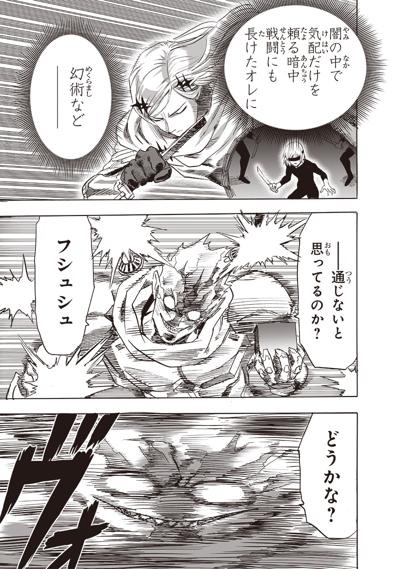 闇の中で
気配だけを
頼る暗中
戦闘にも
長けたオレに
幻術など
――
――通じないと
思ってるのか?
フシュシュ
どうかな?
グオ